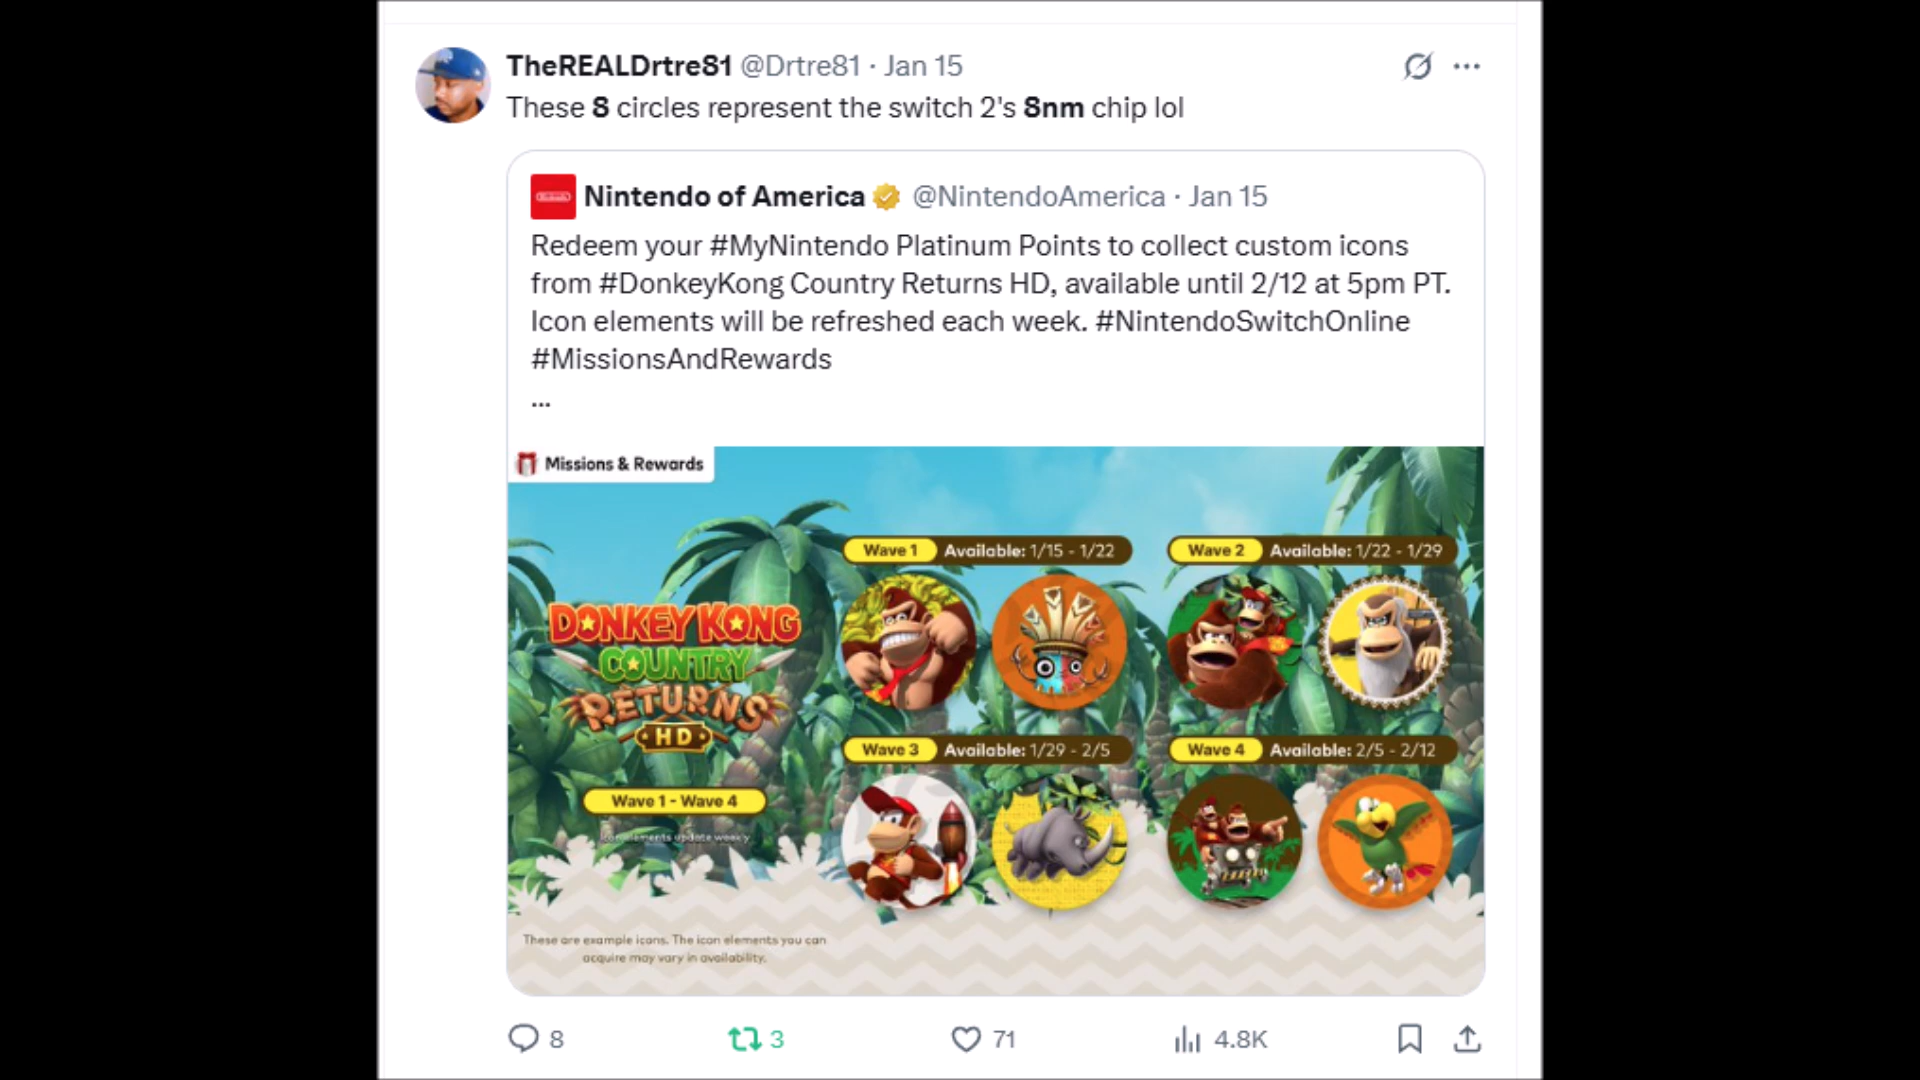 TheREALDrtre81 @Drtre81 · Jan 15
These 8 circles represent the switch 2's 8nm chip lol
Nintendo of America @NintendoAmerica · Jan 15
Redeem your #MyNintendo Platinum Points to collect custom icons
from #DonkeyKong Country Returns HD, available until 2/12 at 5pm PT.
Icon elements will be refreshed each week. #NintendoSwitchOnline
#MissionsAndRewards
...
Missions & Rewards
Wave 1 Available: 1/15 - 1/22
Wave 2 Available: 1/22 - 1/29
DONKEY KONG
COUNTRY
RETURNS
HD
Wave 3 Available: 1/29 - 2/5
Wave 4 Available: 2/5 - 2/12
Wave 1 - Wave 4
Icon elements update weekly
These are example icons. The icon elements you can
acquire may vary in availability.
8 3 71 4.8K